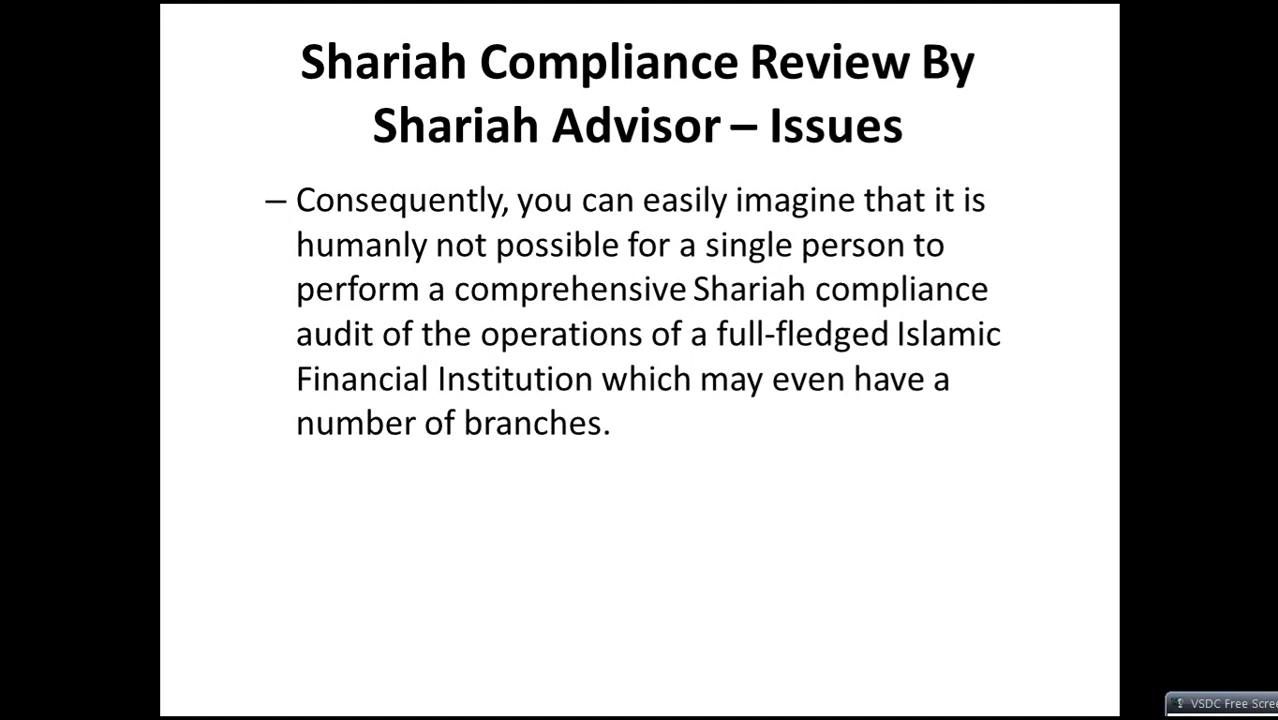 Shariah Compliance Review By
Shariah Advisor – Issues
– Consequently, you can easily imagine that it is
humanly not possible for a single person to
perform a comprehensive Shariah compliance
audit of the operations of a full-fledged Islamic
Financial Institution which may even have a
number of branches.
VSDC Free Scre